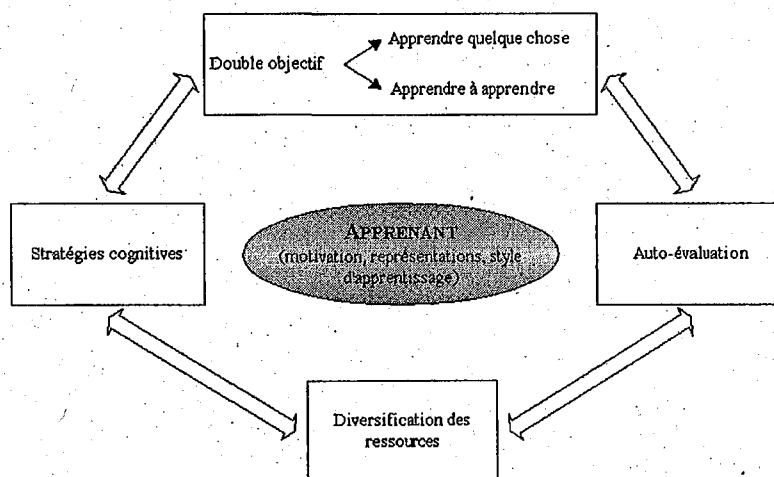 Apprendre quelque chose
Double objectif
Apprendre à apprendre
Stratégies cognitives
APPRENANT
(motivation, représentations, style
d'apprentissage)
Auto-évaluation
Diversification des
ressources